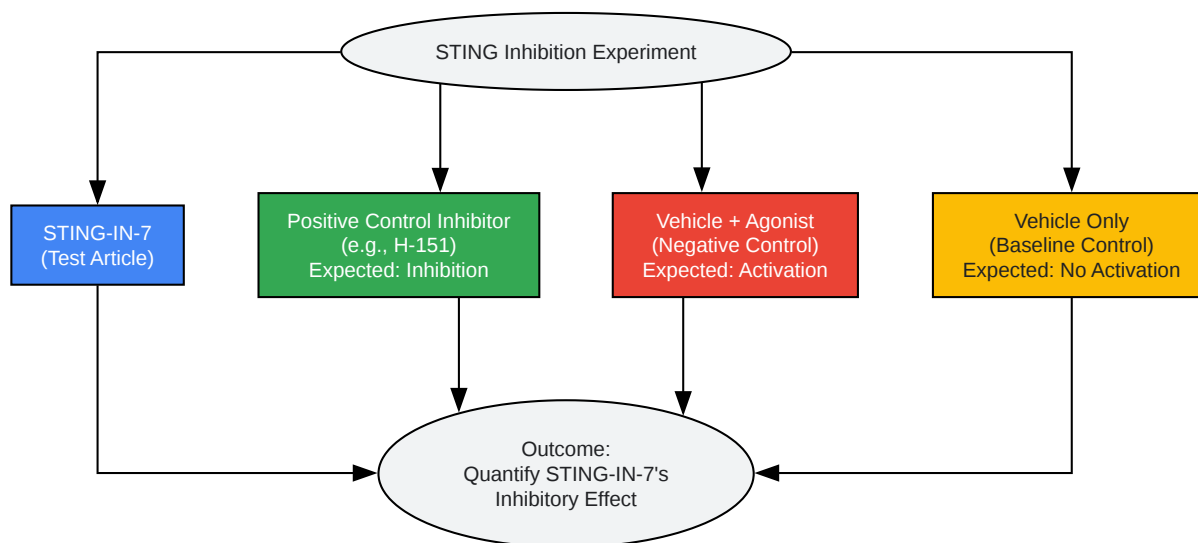 STING Inhibition Experiment
STING-IN-7
(Test Article)
Positive Control Inhibitor
(e.g., H-151)
Expected: Inhibition
Vehicle + Agonist
(Negative Control)
Expected: Activation
Vehicle Only
(Baseline Control)
Expected: No Activation
Outcome:
Quantify STING-IN-7's
Inhibitory Effect